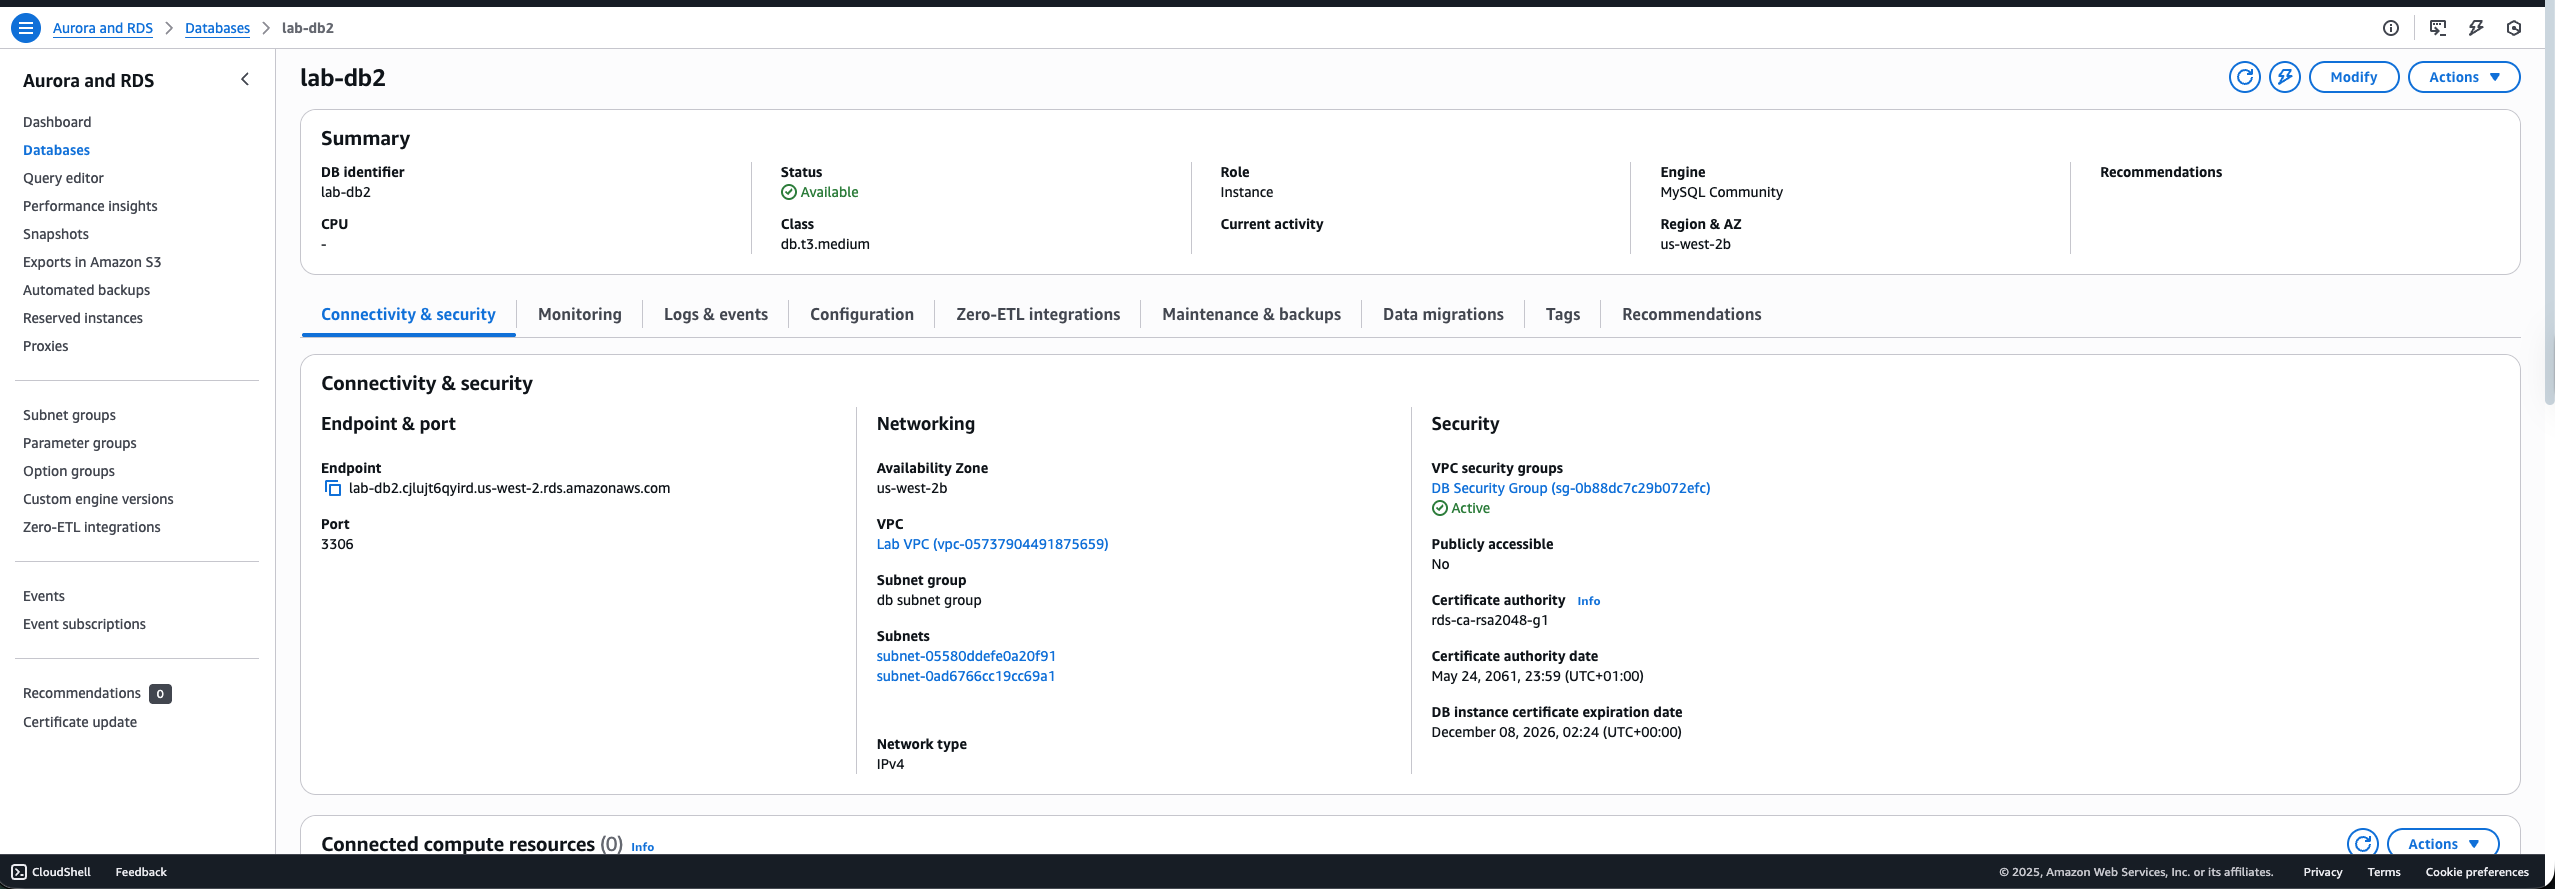 Aurora and RDS > Databases > lab-db2
Aurora and RDS
Dashboard
Databases
Query editor
Performance insights
Snapshots
Exports in Amazon S3
Automated backups
Reserved instances
Proxies
Subnet groups
Parameter groups
Option groups
Custom engine versions
Zero-ETL integrations
Events
Event subscriptions
Recommendations 0
Certificate update
lab-db2
Modify
Actions
Summary
DB identifier
lab-db2
CPU
-
Status
Available
Class
db.t3.medium
Role
Instance
Current activity
Engine
MySQL Community
Region & AZ
us-west-2b
Recommendations
Connectivity & security
Monitoring
Logs & events
Configuration
Zero-ETL integrations
Maintenance & backups
Data migrations
Tags
Recommendations
Connectivity & security
Endpoint & port
Endpoint
lab-db2.cjlujt6qyird.us-west-2.rds.amazonaws.com
Port
3306
Networking
Availability Zone
us-west-2b
VPC
Lab VPC (vpc-05737904491875659)
Subnet group
db subnet group
Subnets
subnet-05580ddefe0a20f91
subnet-0ad6766cc19cc69a1
Network type
IPv4
Security
VPC security groups
DB Security Group (sg-0b88dc7c29b072efc)
Active
Publicly accessible
No
Certificate authority Info
rds-ca-rsa2048-g1
Certificate authority date
May 24, 2061, 23:59 (UTC+01:00)
DB instance certificate expiration date
December 08, 2026, 02:24 (UTC+00:00)
Connected compute resources (0) Info
Actions
CloudShell
Feedback
© 2025, Amazon Web Services, Inc. or its affiliates.
Privacy
Terms
Cookie preferences